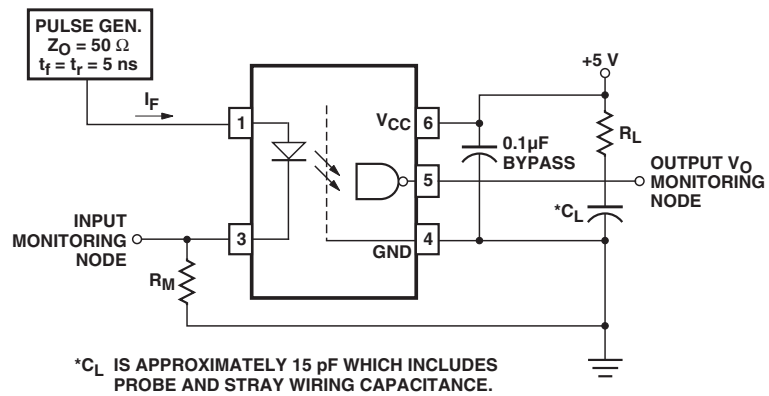 PULSE GEN.
ZO = 50 Ω
tf = tr = 5 ns
IF
1
3
VCC
6
5
GND
4
0.1µF
BYPASS
+5 V
RL
*CL
OUTPUT VO
MONITORING
NODE
INPUT
MONITORING
NODE
RM
*CL IS APPROXIMATELY 15 pF WHICH INCLUDES
PROBE AND STRAY WIRING CAPACITANCE.